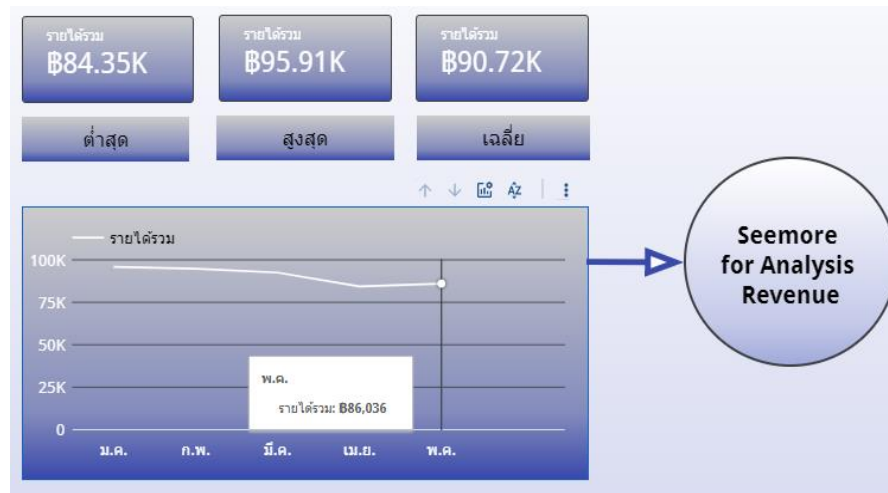 รายได้รวม
฿84.35K
รายได้รวม
฿95.91K
รายได้รวม
฿90.72K
ต่ำสุด
สูงสุด
เฉลี่ย
AZ
รายได้รวม
100K
75K
50K
25K
0
พ.ค.
รายได้รวม: ฿86,036
ม.ค. ก.พ. มี.ค. เม.ย. พ.ค.
Seemore
for Analysis
Revenue